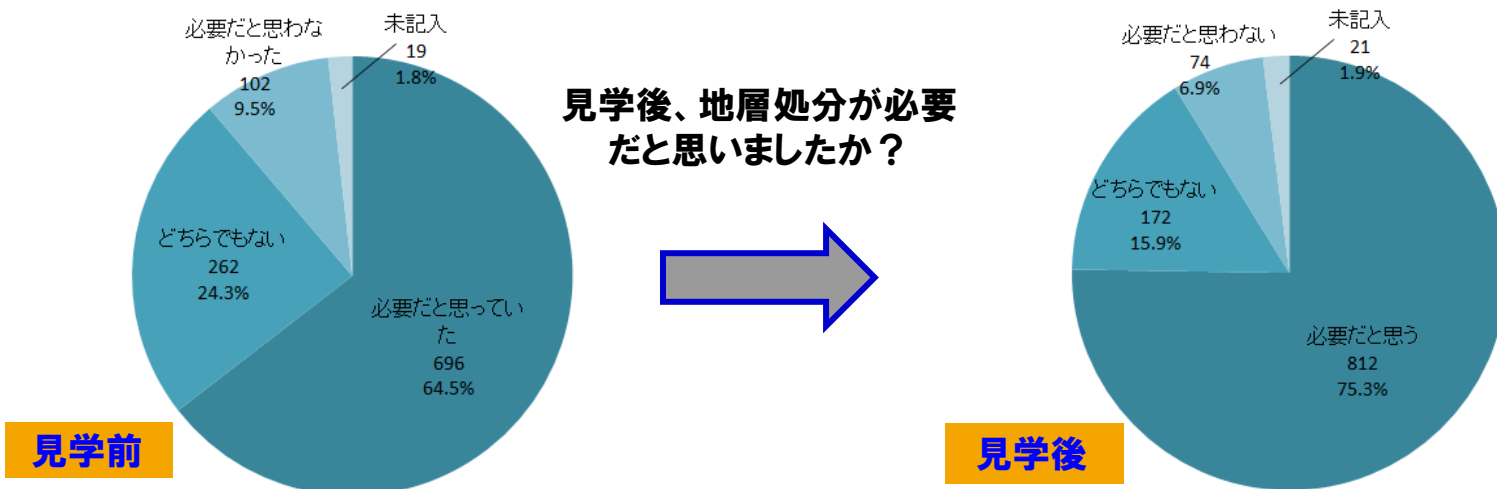 必要だと思わな
かった
102
9.5%
未記入
19
1.8%
どちらでもない
262
24.3%
必要だと思ってい
た
696
64.5%
見学前
見学後、地層処分が必要
だと思いましたか？
必要だと思わない
74
6.9%
未記入
21
1.9%
どちらでもない
172
15.9%
必要だと思う
812
75.3%
見学後